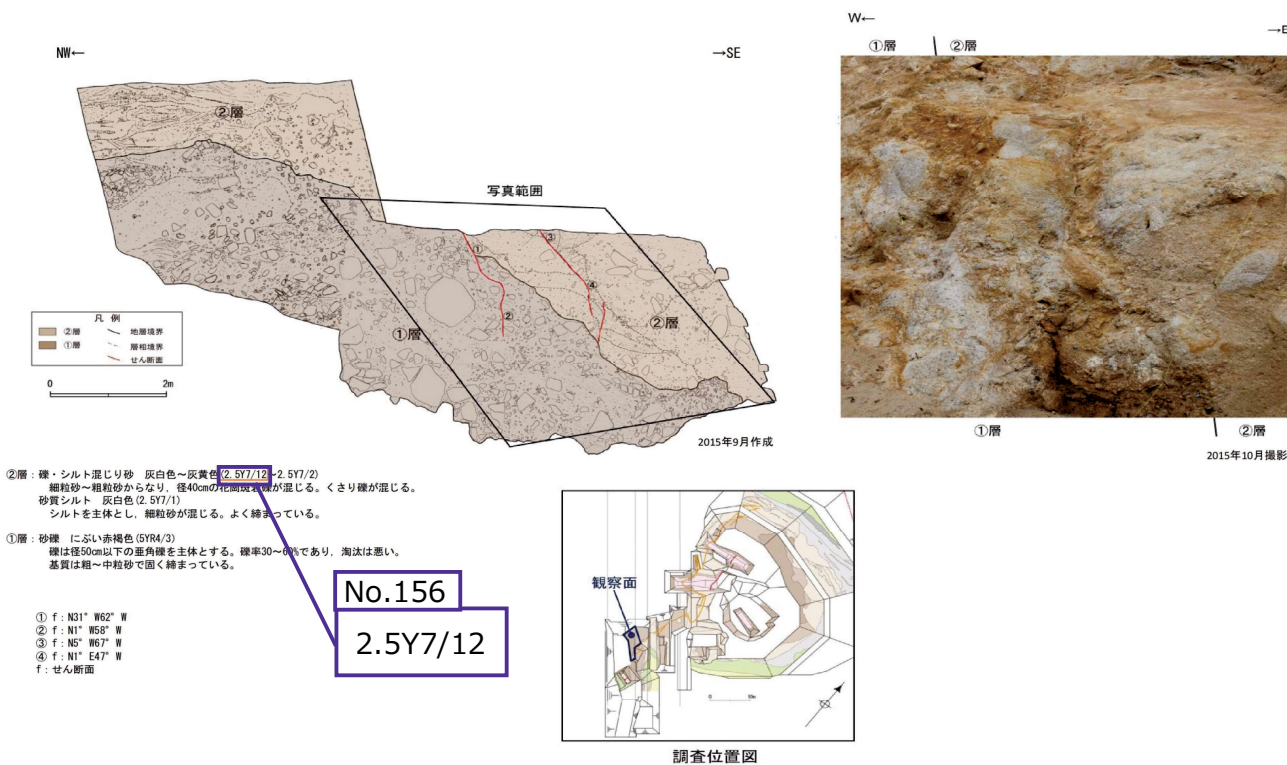 NW←
→SE
②層
写真範囲
①
③
④
②
①層
②層
凡 例
②層
地層境界
①層
層相境界
せん断面
0
2m
2015年9月作成
W←
→E
①層
②層
①層
②層
2015年10月撮影
②層：礫・シルト混じり砂 灰白色～灰黄色(2.5Y7/12～2.5Y7/2)
細粒砂～粗粒砂からなり，径40cmの花崗斑岩礫が混じる。くさり礫が混じる。
砂質シルト 灰白色(2.5Y7/1)
シルトを主体とし，細粒砂が混じる。よく締まっている。
①層：砂礫 にぶい赤褐色(5YR4/3)
礫は径50cm以下の亜角礫を主体とする。礫率30～60%であり，淘汰は悪い。
基質は粗～中粒砂で固く締まっている。
① f：N31°W62°W
② f：N1°W58°W
③ f：N5°W67°W
④ f：N1°E47°W
f：せん断面
No.156
2.5Y7/12
観察面
0
50m
調査位置図